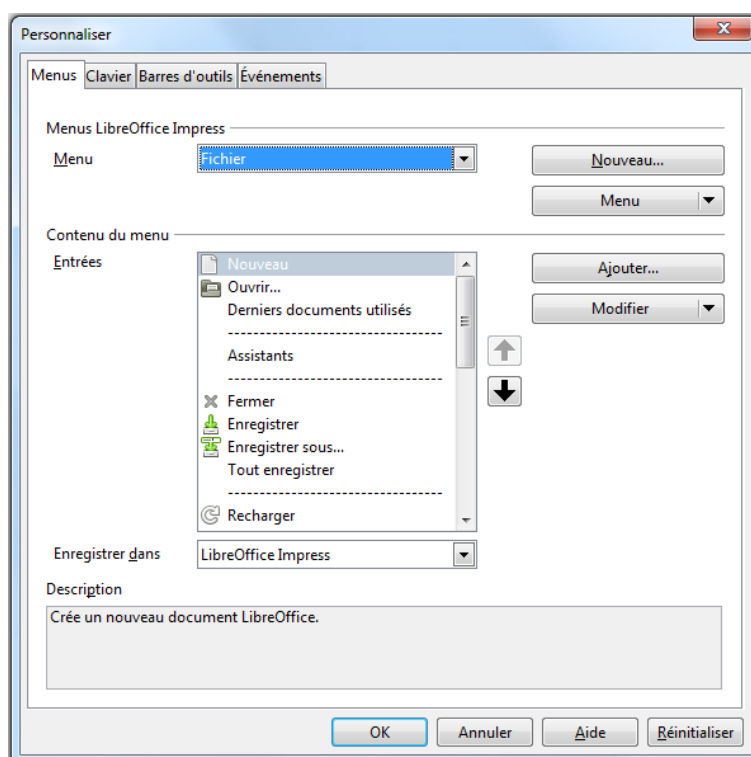 Personnaliser
Menus Clavier Barres d'outils Événements
Menus LibreOffice Impress
Menu Fichier Nouveau...
Menu
Contenu du menu
Entrées Nouveau Ajouter...
Ouvrir...
Derniers documents utilisés Modifier
----------------------------------
Assistants
----------------------------------
Fermer
Enregistrer
Enregistrer sous...
Tout enregistrer
----------------------------------
Recharger
Enregistrer dans LibreOffice Impress
Description
Crée un nouveau document LibreOffice.
OK Annuler Aide Réinitialiser